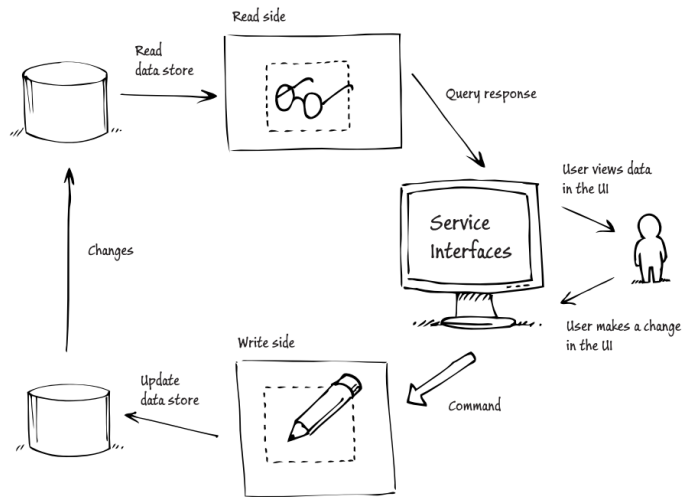 Read side
Read
data store
Query response
User views data
in the UI
Service
Interfaces
Changes
User makes a change
in the UI
Write side
Update
data store
Command